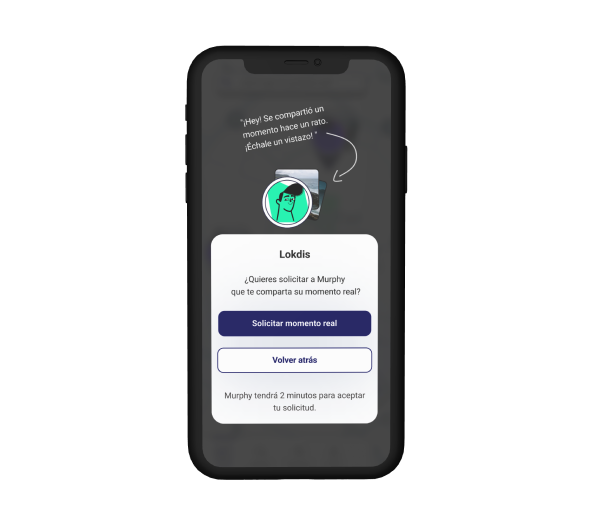 "¡Hey! Se compartió un
momento hace un rato.
¡Échale un vistazo! "
Lokdis
¿Quieres solicitar a Murphy
que te comparta su momento real?
Solicitar momento real
Volver atrás
Murphy tendrá 2 minutos para aceptar
tu solicitud.